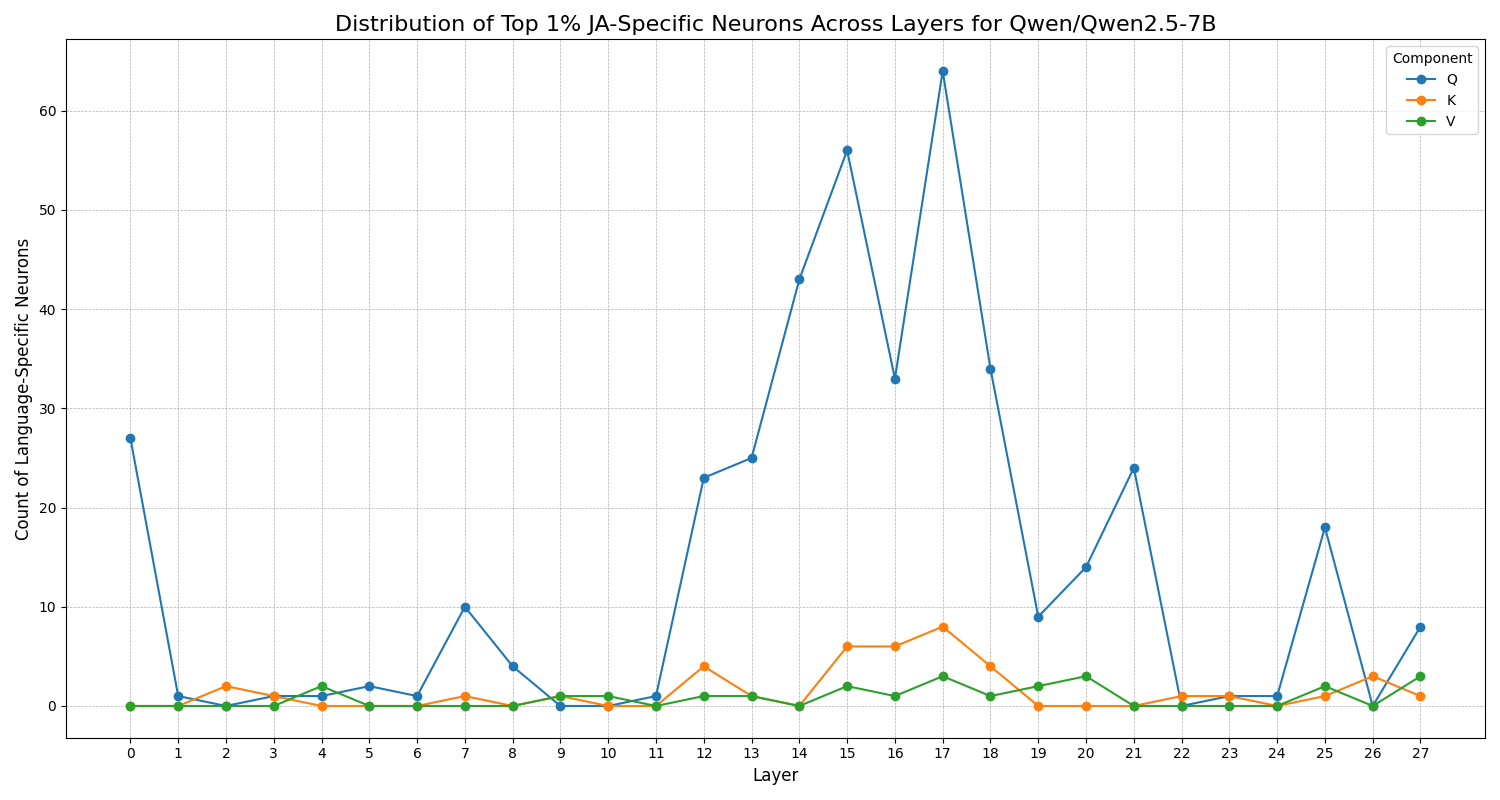 Distribution of Top 1% JA-Specific Neurons Across Layers for Qwen/Qwen2.5-7B
Component
Q
K
V
Count of Language-Specific Neurons
60
50
40
30
20
10
0
0 1 2 3 4 5 6 7 8 9 10 11 12 13 14 15 16 17 18 19 20 21 22 23 24 25 26 27
Layer